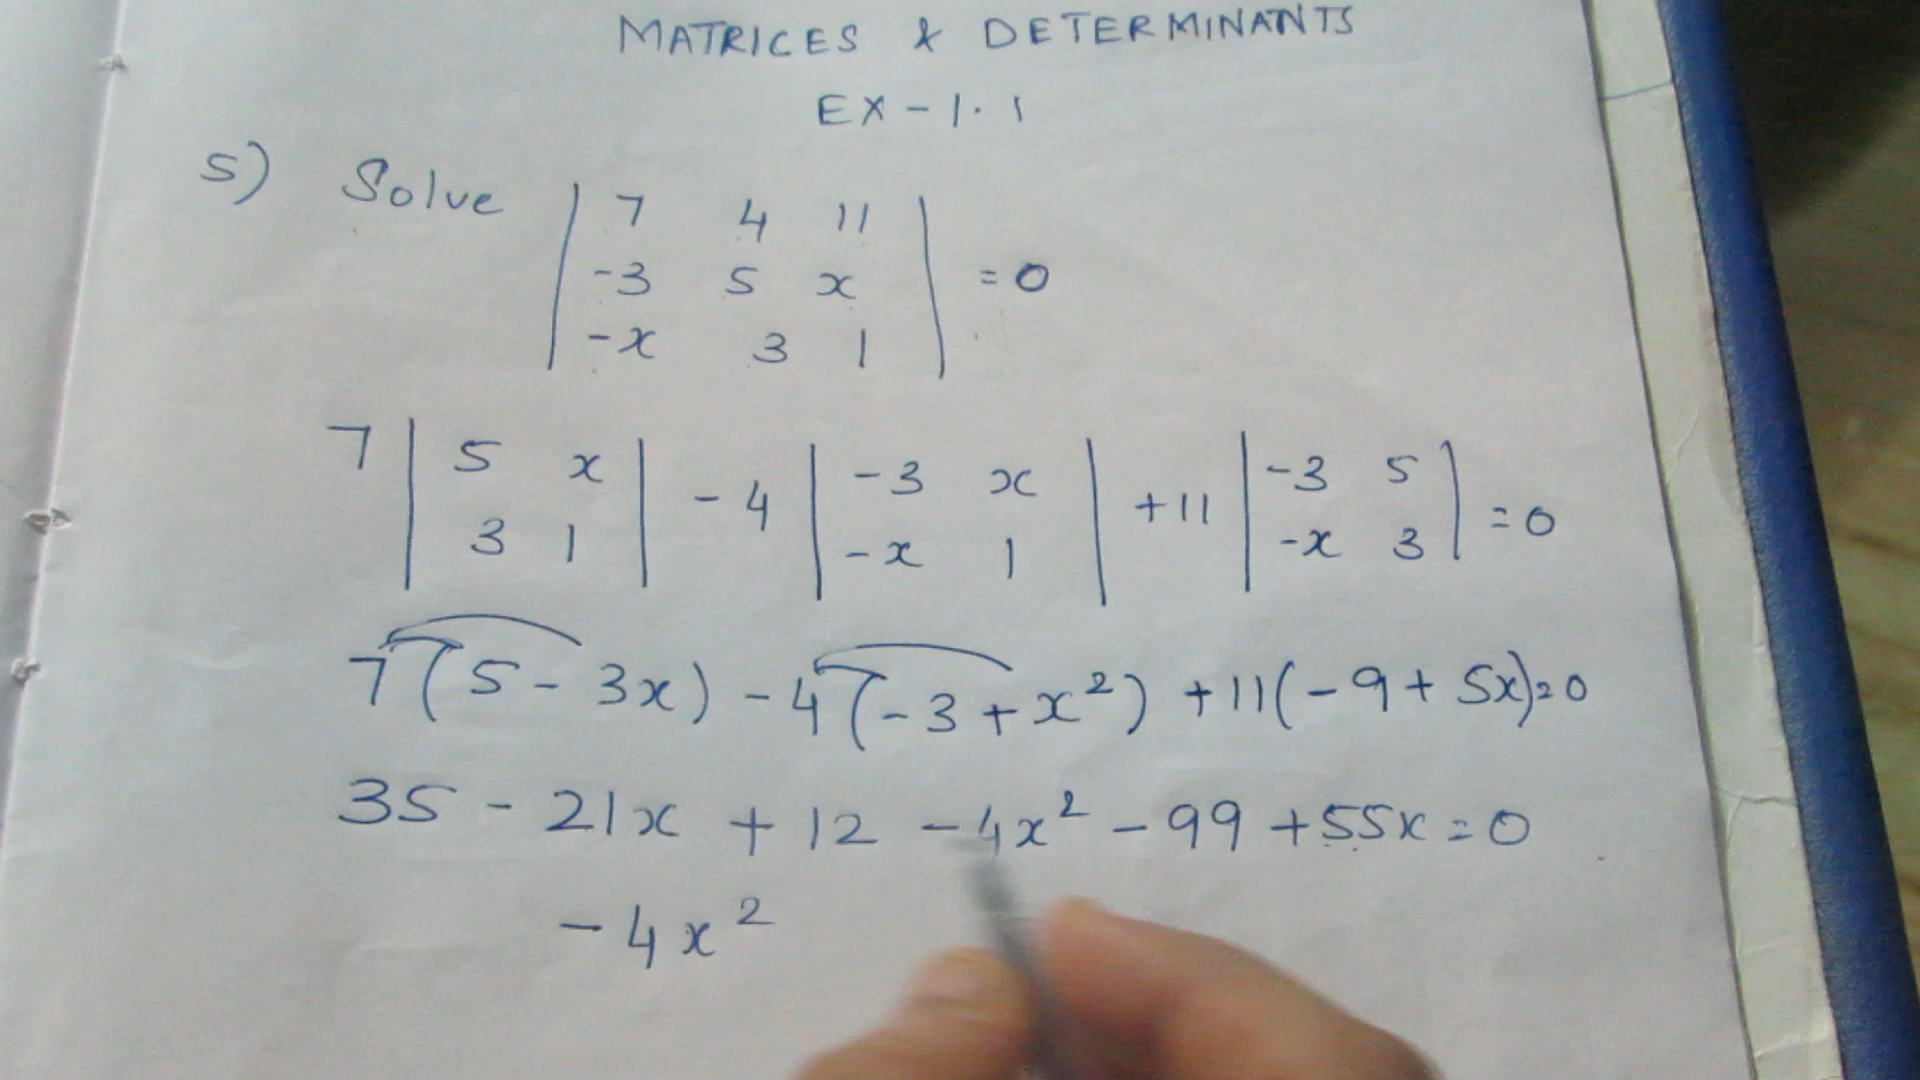 MATRICES & DETERMINANTS
EX-1.1
5) Solve | 7 4 11 |
| -3 5 x | = 0
| -x 3 1 |
7 | 5 x | - 4 | -3 x | + 11 | -3 5 | = 0
| 3 1 | | -x 1 | | -x 3 |
7(5 - 3x) - 4(-3 + x²) + 11(-9 + 5x) = 0
35 - 21x + 12 - 4x² - 99 + 55x = 0
- 4x²